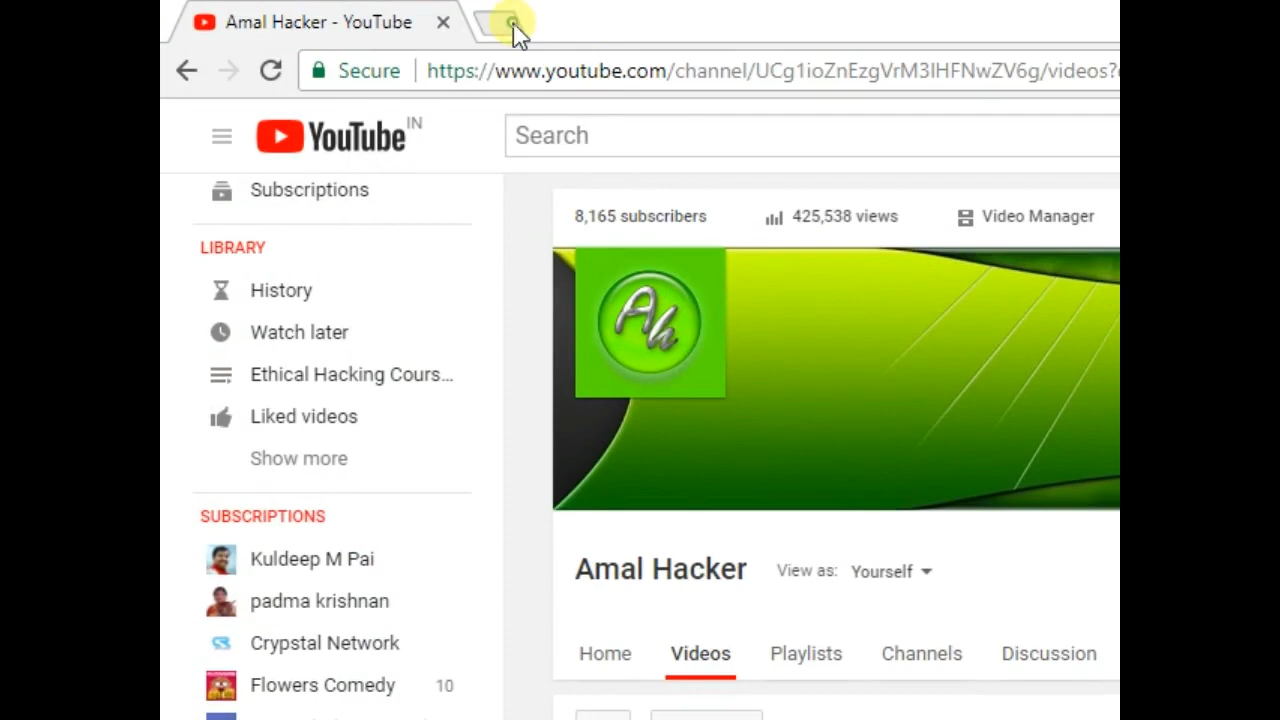 Amal Hacker - YouTube
Secure
https://www.youtube.com/channel/UCg1ioZnEzgVrM3lHFNwZV6g/videos?
YouTube IN
Search
Subscriptions
8,165 subscribers
425,538 views
Video Manager
LIBRARY
History
Watch later
Ethical Hacking Cours...
Liked videos
Show more
Ah
SUBSCRIPTIONS
Kuldeep M Pai
padma krishnan
Crypstal Network
Flowers Comedy 10
Amal Hacker
View as: Yourself
Home Videos Playlists Channels Discussion